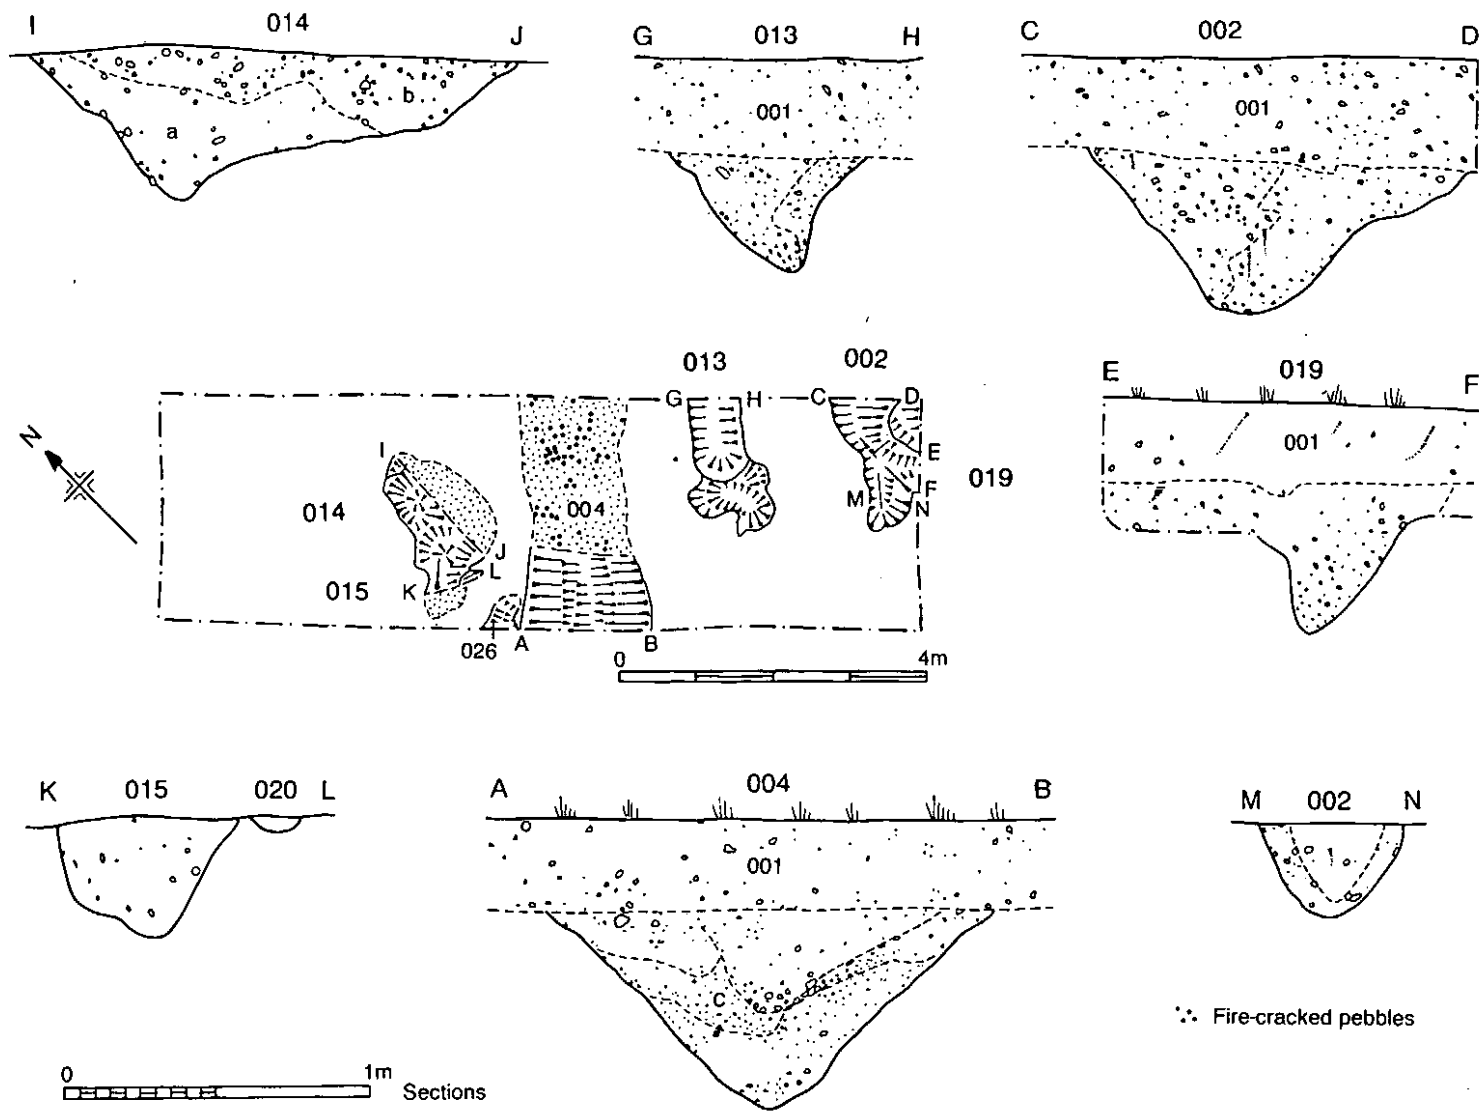 I 014 J
a
b
G 013 H
001
C 002 D
001
013
002
G H C D
E
F
M N
019
N
I
014
004
J
L
K
015
026
A B
0 4m
E 019 F
001
K 015 020 L
A 004 B
001
c
M 002 N
Fire-cracked pebbles
0 1m
Sections